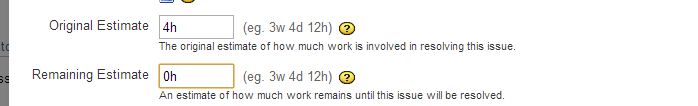 Original Estimate 4h (eg. 3w 4d 12h) ?
The original estimate of how much work is involved in resolving this issue.
Remaining Estimate 0h (eg. 3w 4d 12h) ?
An estimate of how much work remains until this issue will be resolved.